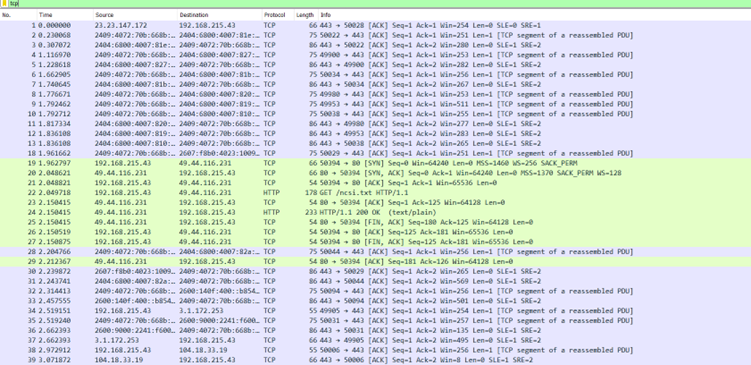 tcp
No. Time Source Destination Protocol Length Info
1 0.000000 23.23.147.172 192.168.215.43 TCP 66 443 → 50028 [ACK] Seq=1 Ack=1 Win=254 Len=0 SLE=0 SRE=1
2 0.230068 2409:4072:70b:668b:… 2404:6800:4007:81e:… TCP 75 50022 → 443 [ACK] Seq=1 Ack=1 Win=251 Len=1 [TCP segment of a reassembled PDU]
3 0.307072 2404:6800:4007:81e:… 2409:4072:70b:668b:… TCP 86 443 → 50022 [ACK] Seq=1 Ack=2 Win=280 Len=0 SLE=1 SRE=2
4 1.116970 2409:4072:70b:668b:… 2404:6800:4007:827:… TCP 75 49900 → 443 [ACK] Seq=1 Ack=1 Win=253 Len=1 [TCP segment of a reassembled PDU]
5 1.228618 2404:6800:4007:827:… 2409:4072:70b:668b:… TCP 86 443 → 49900 [ACK] Seq=1 Ack=2 Win=282 Len=0 SLE=1 SRE=2
6 1.662905 2409:4072:70b:668b:… 2404:6800:4007:81b:… TCP 75 50034 → 443 [ACK] Seq=1 Ack=1 Win=256 Len=1 [TCP segment of a reassembled PDU]
7 1.740645 2404:6800:4007:81b:… 2409:4072:70b:668b:… TCP 86 443 → 50034 [ACK] Seq=1 Ack=2 Win=267 Len=0 SLE=1 SRE=2
8 1.776671 2409:4072:70b:668b:… 2404:6800:4007:820:… TCP 75 49980 → 443 [ACK] Seq=1 Ack=1 Win=253 Len=1 [TCP segment of a reassembled PDU]
9 1.792462 2409:4072:70b:668b:… 2404:6800:4007:819:… TCP 75 49953 → 443 [ACK] Seq=1 Ack=1 Win=511 Len=1 [TCP segment of a reassembled PDU]
10 1.797712 2409:4072:70b:668b:… 2404:6800:4007:810:… TCP 75 50038 → 443 [ACK] Seq=1 Ack=1 Win=255 Len=1 [TCP segment of a reassembled PDU]
11 1.817334 2404:6800:4007:820:… 2409:4072:70b:668b:… TCP 86 443 → 49980 [ACK] Seq=1 Ack=2 Win=277 Len=0 SLE=1 SRE=2
12 1.836108 2404:6800:4007:819:… 2409:4072:70b:668b:… TCP 86 443 → 49953 [ACK] Seq=1 Ack=2 Win=283 Len=0 SLE=1 SRE=2
13 1.836108 2404:6800:4007:810:… 2409:4072:70b:668b:… TCP 86 443 → 50038 [ACK] Seq=1 Ack=2 Win=265 Len=0 SLE=1 SRE=2
18 1.961662 2409:4072:70b:668b:… 2607:f8b0:4023:1009… TCP 75 50029 → 443 [ACK] Seq=1 Ack=1 Win=251 Len=1 [TCP segment of a reassembled PDU]
19 1.962797 192.168.215.43 49.44.116.231 TCP 66 50394 → 80 [SYN] Seq=0 Win=64240 Len=0 MSS=1460 WS=256 SACK_PERM
20 2.048621 49.44.116.231 192.168.215.43 TCP 66 80 → 50394 [SYN, ACK] Seq=0 Ack=1 Win=64240 Len=0 MSS=1370 SACK_PERM WS=128
21 2.048821 192.168.215.43 49.44.116.231 TCP 54 50394 → 80 [ACK] Seq=1 Ack=1 Win=65536 Len=0
22 2.049718 192.168.215.43 49.44.116.231 HTTP 178 GET /ncsi.txt HTTP/1.1
23 2.150415 49.44.116.231 192.168.215.43 TCP 54 80 → 50394 [ACK] Seq=1 Ack=125 Win=64128 Len=0
24 2.150415 49.44.116.231 192.168.215.43 HTTP 233 HTTP/1.1 200 OK (text/plain)
25 2.150415 49.44.116.231 192.168.215.43 TCP 54 80 → 50394 [FIN, ACK] Seq=180 Ack=125 Win=64128 Len=0
26 2.150519 192.168.215.43 49.44.116.231 TCP 54 50394 → 80 [ACK] Seq=125 Ack=181 Win=65536 Len=0
27 2.150875 192.168.215.43 49.44.116.231 TCP 54 50394 → 80 [FIN, ACK] Seq=125 Ack=181 Win=65536 Len=0
28 2.204766 2409:4072:70b:668b:… 2404:6800:4007:82a:… TCP 75 50044 → 443 [ACK] Seq=1 Ack=1 Win=256 Len=1 [TCP segment of a reassembled PDU]
29 2.212367 49.44.116.231 192.168.215.43 TCP 54 80 → 50394 [ACK] Seq=181 Ack=126 Win=64128 Len=0
30 2.239872 2607:f8b0:4023:1009… 2409:4072:70b:668b:… TCP 86 443 → 50029 [ACK] Seq=1 Ack=2 Win=265 Len=0 SLE=1 SRE=2
31 2.243741 2404:6800:4007:82a:… 2409:4072:70b:668b:… TCP 86 443 → 50044 [ACK] Seq=1 Ack=2 Win=569 Len=0 SLE=1 SRE=2
32 2.314413 2409:4072:70b:668b:… 2600:140f:400::b854… TCP 75 50094 → 443 [ACK] Seq=1 Ack=1 Win=256 Len=1 [TCP segment of a reassembled PDU]
33 2.457555 2600:140f:400::b854… 2409:4072:70b:668b:… TCP 86 443 → 50094 [ACK] Seq=1 Ack=2 Win=501 Len=0 SLE=1 SRE=2
34 2.519155 192.168.215.43 3.1.172.253 TCP 55 49905 → 443 [ACK] Seq=1 Ack=1 Win=254 Len=1 [TCP segment of a reassembled PDU]
35 2.519240 2409:4072:70b:668b:… 2600:9000:2241:f600… TCP 75 50031 → 443 [ACK] Seq=1 Ack=1 Win=257 Len=1 [TCP segment of a reassembled PDU]
36 2.662393 2600:9000:2241:f600… 2409:4072:70b:668b:… TCP 86 443 → 50031 [ACK] Seq=1 Ack=2 Win=135 Len=0 SLE=1 SRE=2
37 2.662393 3.1.172.253 192.168.215.43 TCP 66 443 → 49905 [ACK] Seq=1 Ack=2 Win=495 Len=0 SLE=1 SRE=2
38 2.972912 192.168.215.43 104.18.33.19 TCP 55 50006 → 443 [ACK] Seq=1 Ack=1 Win=256 Len=1 [TCP segment of a reassembled PDU]
39 3.071872 104.18.33.19 192.168.215.43 TCP 66 443 → 50006 [ACK] Seq=1 Ack=2 Win=8 Len=0 SLE=1 SRE=2